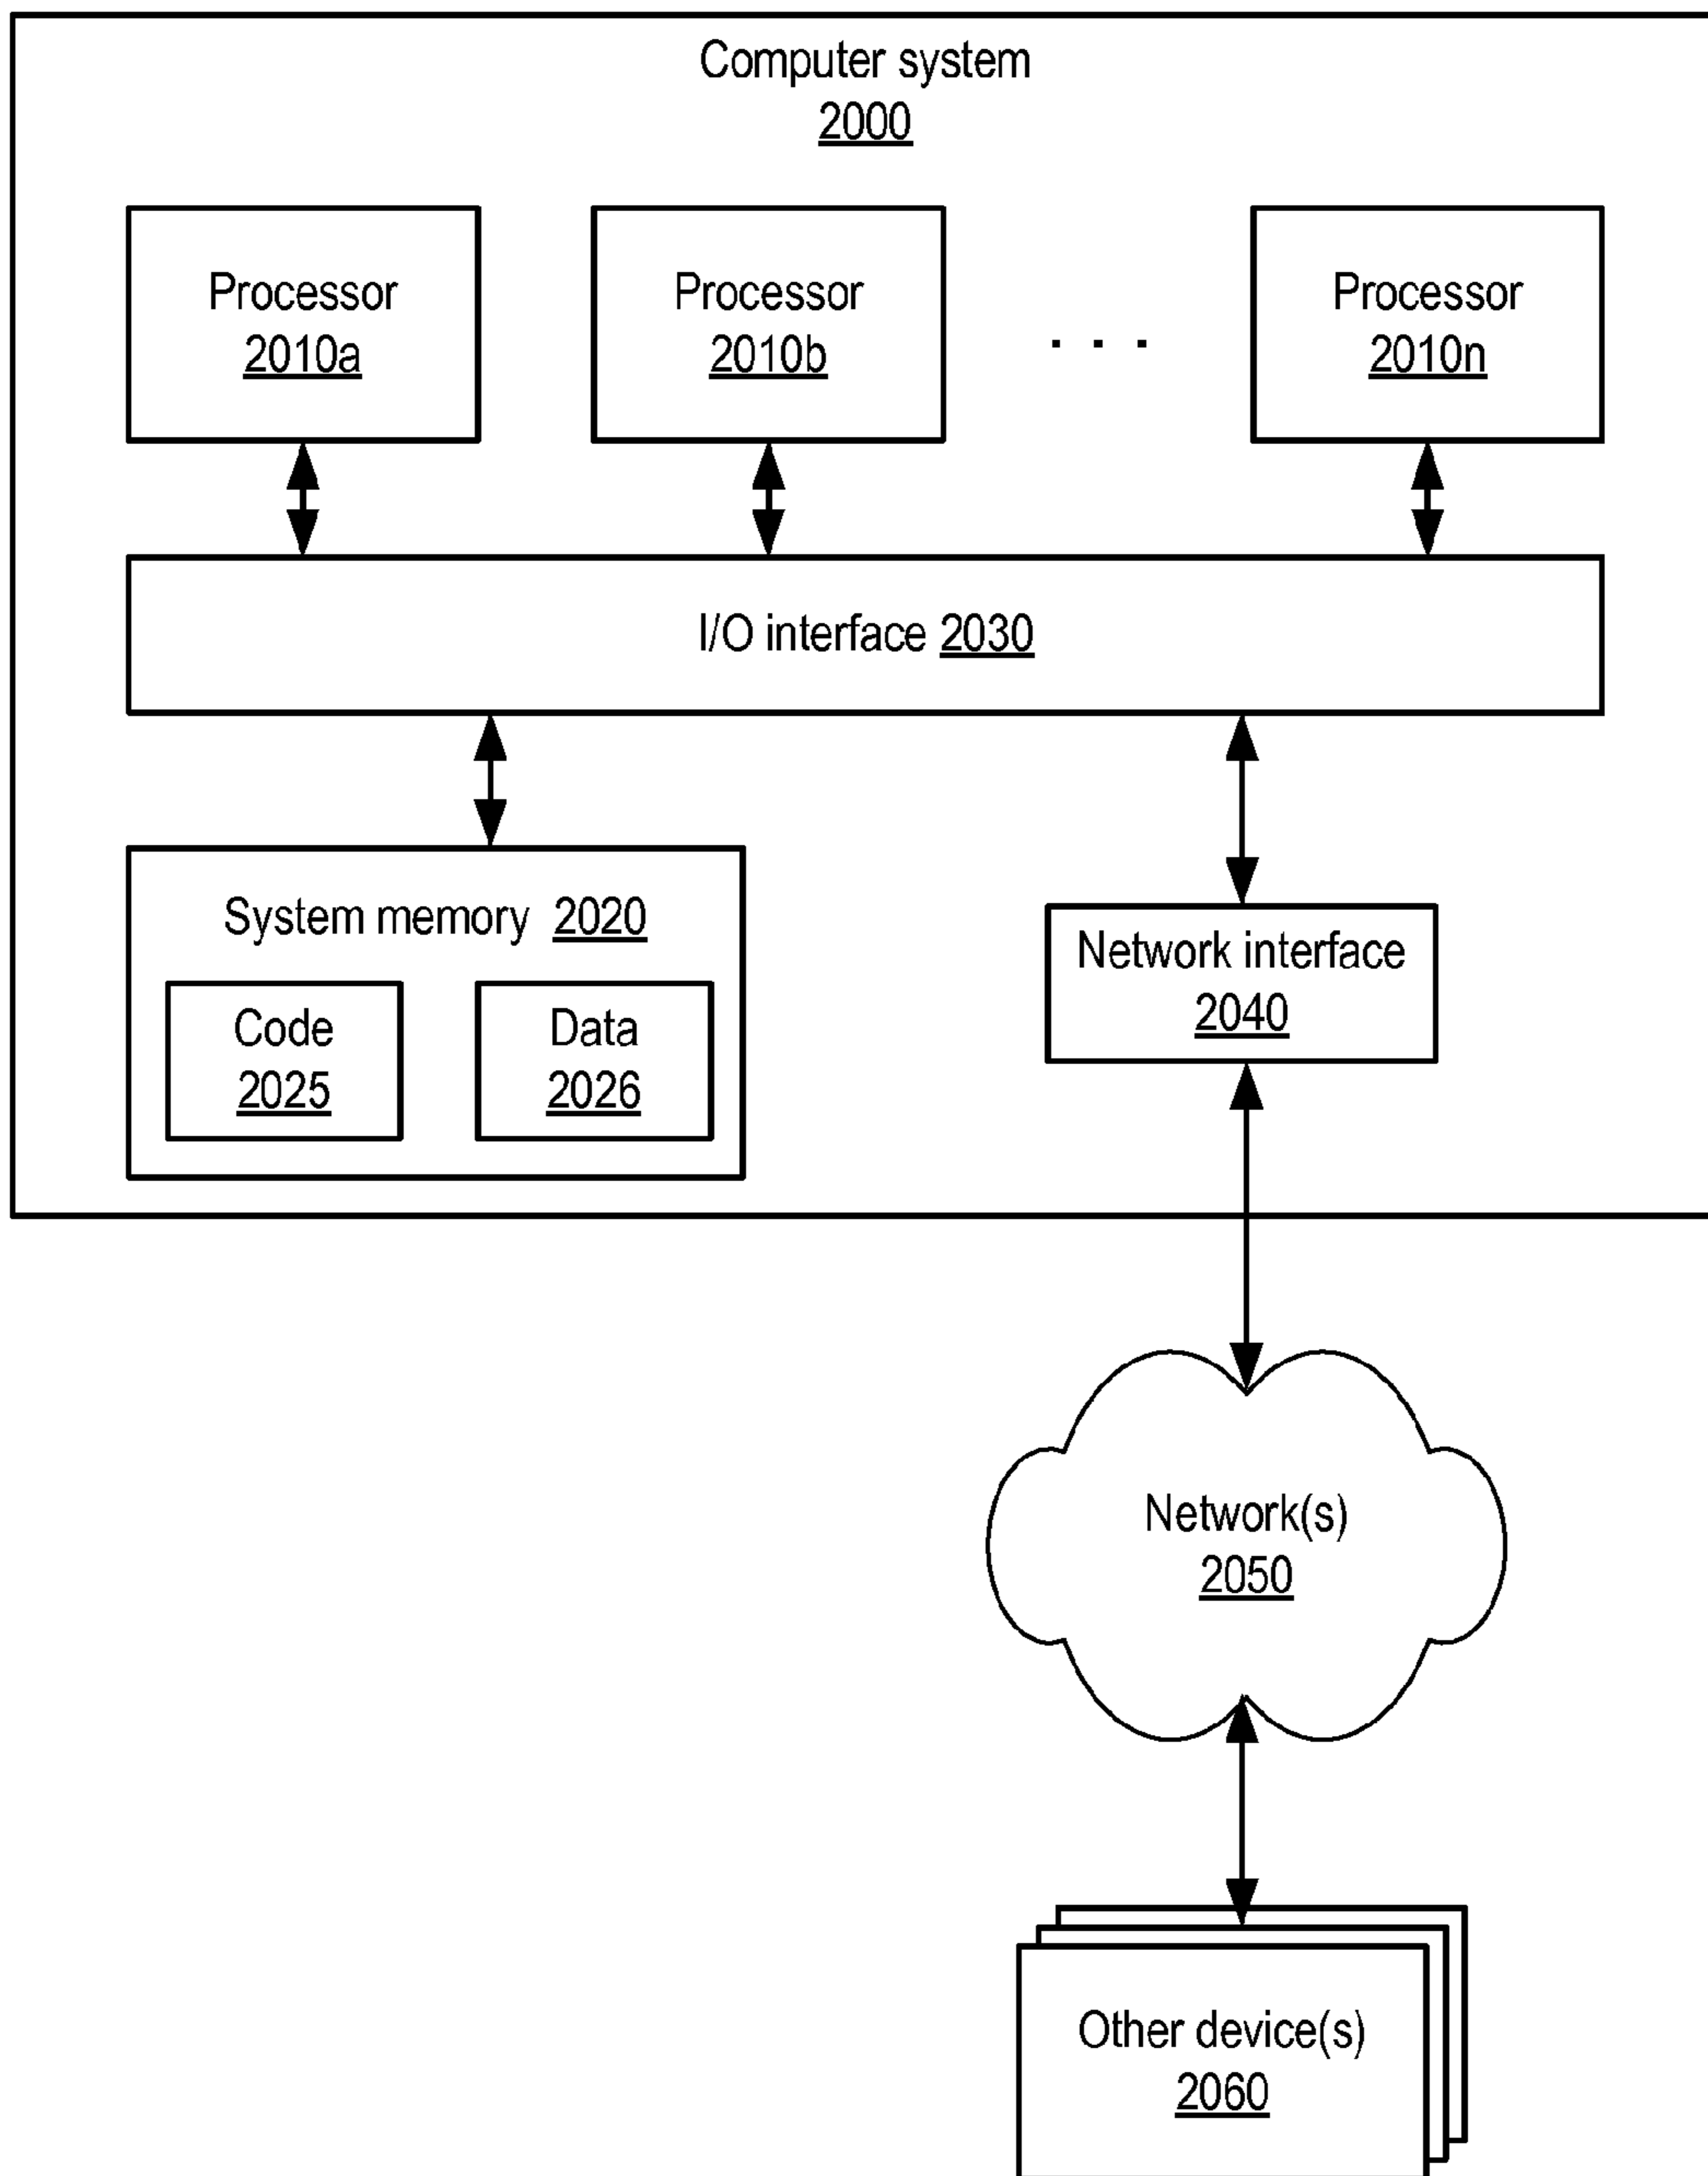 Computer system
2000
Processor
2010a
Processor
2010b
. . .
Processor
2010n
I/O interface 2030
System memory 2020
Code
2025
Data
2026
Network interface
2040
Network(s)
2050
Other device(s)
2060